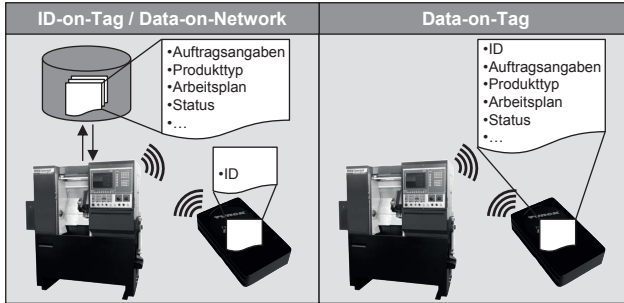 ID-on-Tag / Data-on-Network
•Auftragsangaben
•Produkttyp
•Arbeitsplan
•Status
•…
•ID
Data-on-Tag
•ID
•Auftragsangaben
•Produkttyp
•Arbeitsplan
•Status
•…